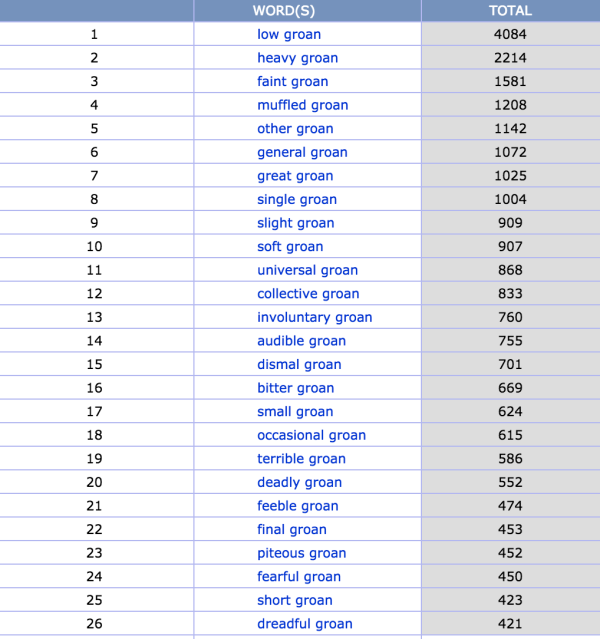 WORD(S) TOTAL
1 low groan 4084
2 heavy groan 2214
3 faint groan 1581
4 muffled groan 1208
5 other groan 1142
6 general groan 1072
7 great groan 1025
8 single groan 1004
9 slight groan 909
10 soft groan 907
11 universal groan 868
12 collective groan 833
13 involuntary groan 760
14 audible groan 755
15 dismal groan 701
16 bitter groan 669
17 small groan 624
18 occasional groan 615
19 terrible groan 586
20 deadly groan 552
21 feeble groan 474
22 final groan 453
23 piteous groan 452
24 fearful groan 450
25 short groan 423
26 dreadful groan 421